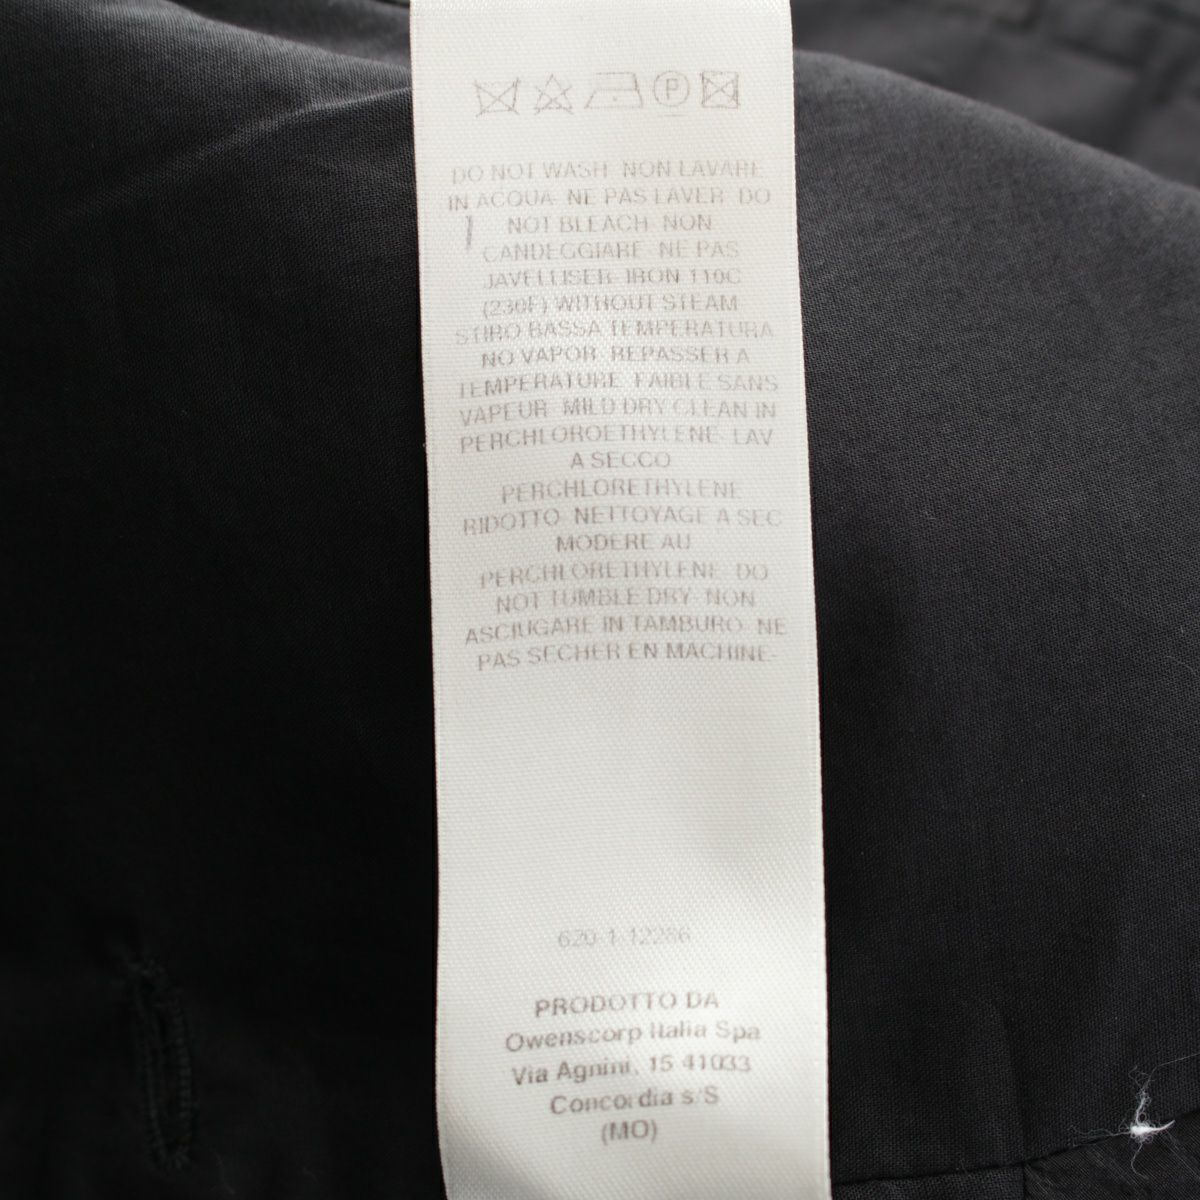 P
DO NOT WASH- NON LAVARE
IN ACQUA- NE PAS LAVER- DO
NOT BLEACH- NON
CANDEGGIARE- NE PAS
JAVELLISER- IRON 110C
(230F) WITHOUT STEAM
STIRO BASSA TEMPERATURA
NO VAPOR- REPASSER A
TEMPERATURE FAIBLE SANS
VAPEUR- MILD DRY CLEAN IN
PERCHLOROETHYLENE- LAV
A SECCO
PERCHLORETHYLENE
RIDOTTO- NETTOYAGE A SEC
MODERE AU
PERCHLORETHYLENE- DO
NOT TUMBLE DRY- NON
ASCIUGARE IN TAMBURO- NE
PAS SECHER EN MACHINE-
620-1-12286
PRODOTTO DA
Owenscorp Italia Spa
Via Agnini, 15 41033
Concordia s/S
(MO)